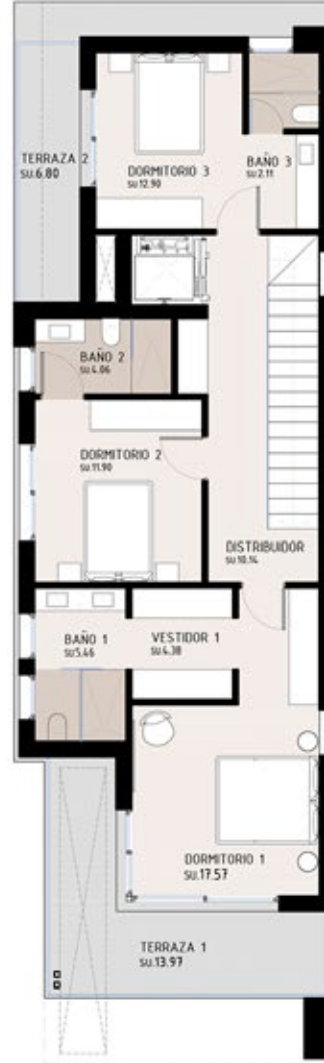 TERRAZA 2
su.6.80
DORMITORIO 3
su.12.90
BAÑO 3
su.2.11
BAÑO 2
su.4.06
DORMITORIO 2
su.11.90
DISTRIBUIDOR
su.10.14
BAÑO 1
su5.46
VESTIDOR 1
su.4.38
DORMITORIO 1
su.17.57
TERRAZA 1
su.13.97